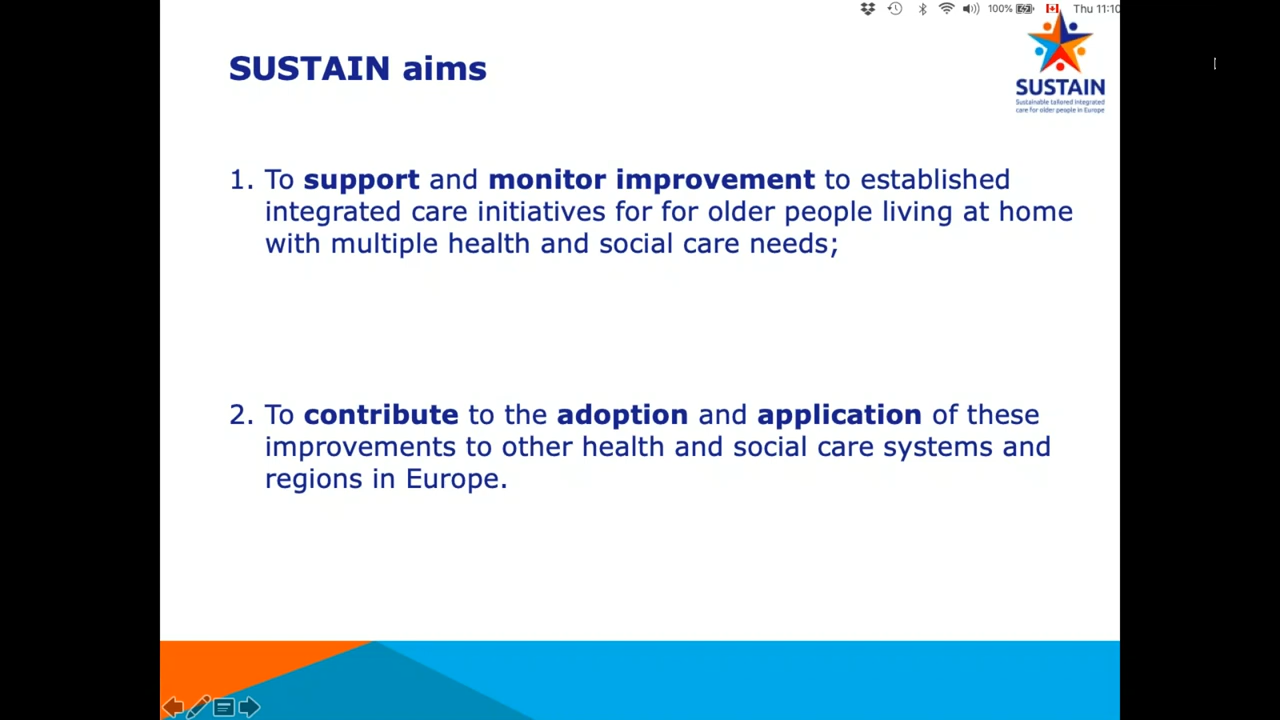 100% Thu 11:10
SUSTAIN aims
SUSTAIN
Sustainable tailored integrated
care for older people in Europe
1. To support and monitor improvement to established
integrated care initiatives for for older people living at home
with multiple health and social care needs;
2. To contribute to the adoption and application of these
improvements to other health and social care systems and
regions in Europe.